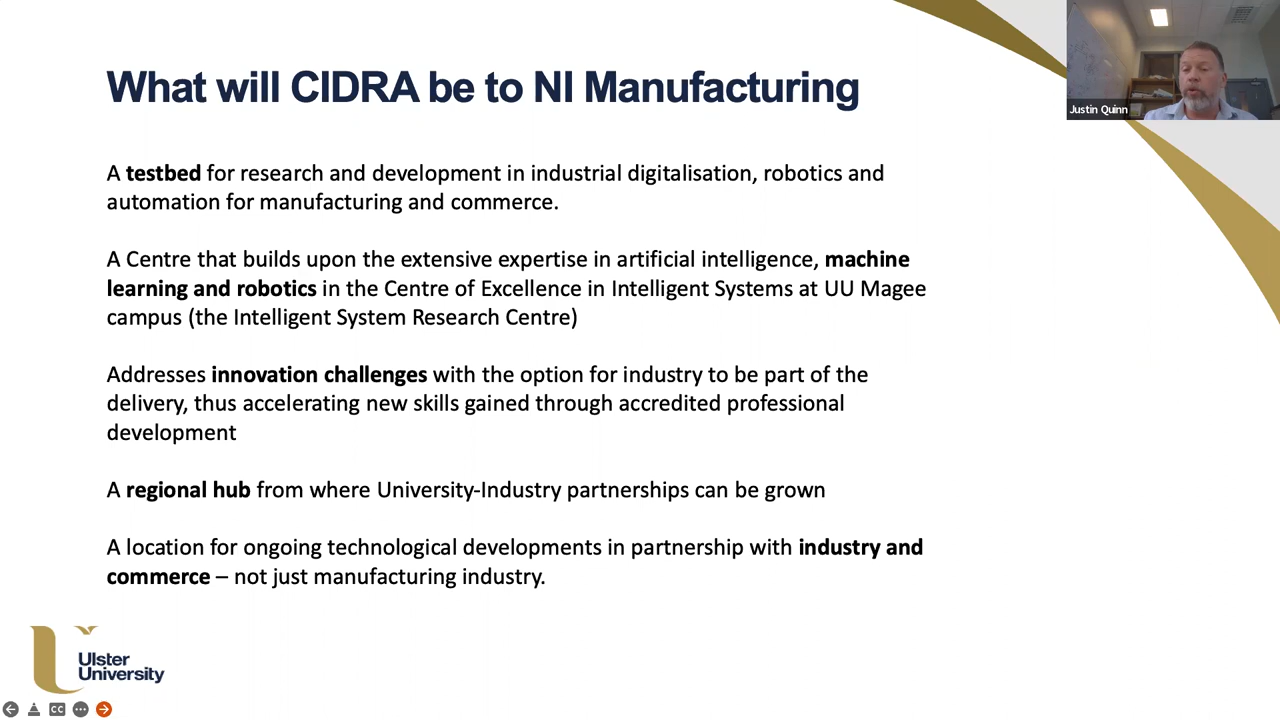 What will CIDRA be to NI Manufacturing
Justin Quinn
A testbed for research and development in industrial digitalisation, robotics and
automation for manufacturing and commerce.
A Centre that builds upon the extensive expertise in artificial intelligence, machine
learning and robotics in the Centre of Excellence in Intelligent Systems at UU Magee
campus (the Intelligent System Research Centre)
Addresses innovation challenges with the option for industry to be part of the
delivery, thus accelerating new skills gained through accredited professional
development
A regional hub from where University-Industry partnerships can be grown
A location for ongoing technological developments in partnership with industry and
commerce – not just manufacturing industry.
Ulster
University
CC